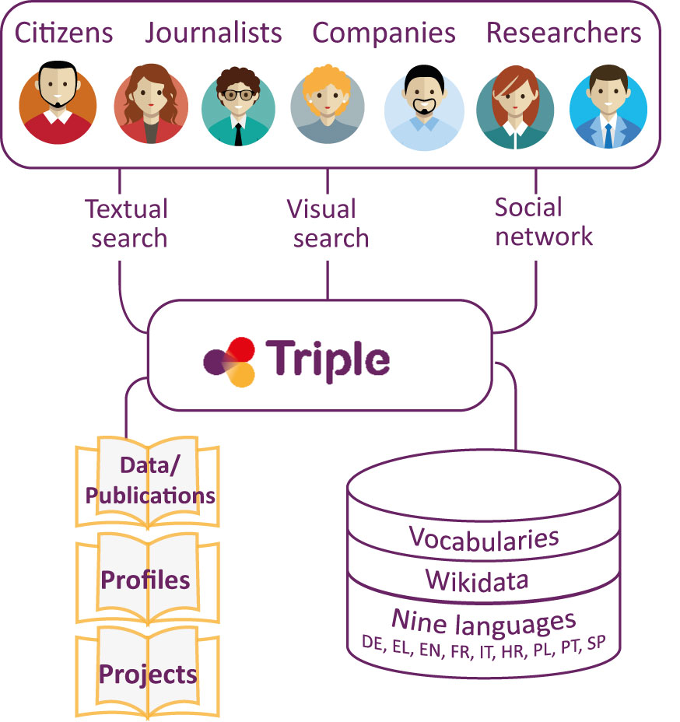 Citizens Journalists Companies Researchers
Textual
search
Visual
search
Social
network
Triple
Data/
Publications
Profiles
Projects
Vocabularies
Wikidata
Nine languages
DE, EL, EN, FR, IT, HR, PL, PT, SP